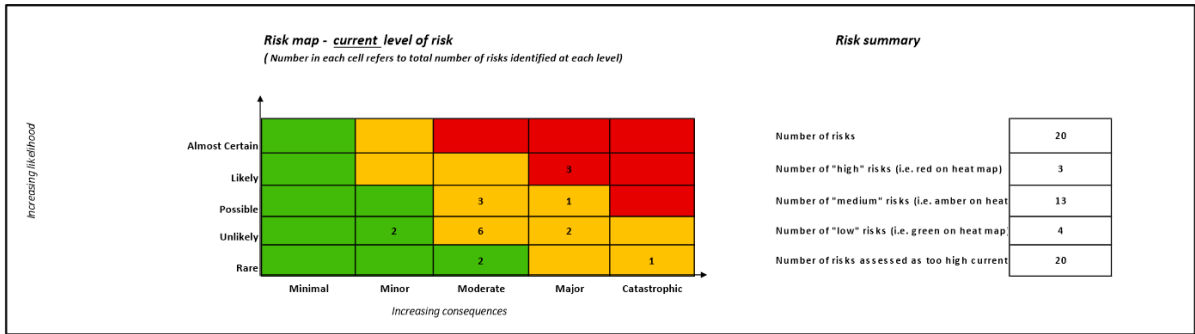 Risk map - current level of risk
( Number in each cell refers to total number of risks identified at each level)
Risk summary
Increasing likelihood
Almost Certain
Likely 3
Possible 3 1
Unlikely 2 6 2
Rare 2 1
Minimal Minor Moderate Major Catastrophic
Increasing consequences
Number of risks 20
Number of "high" risks (i.e. red on heat map) 3
Number of "medium" risks (i.e. amber on heat 13
Number of "low" risks (i.e. green on heat map) 4
Number of risks assessed as too high current 20